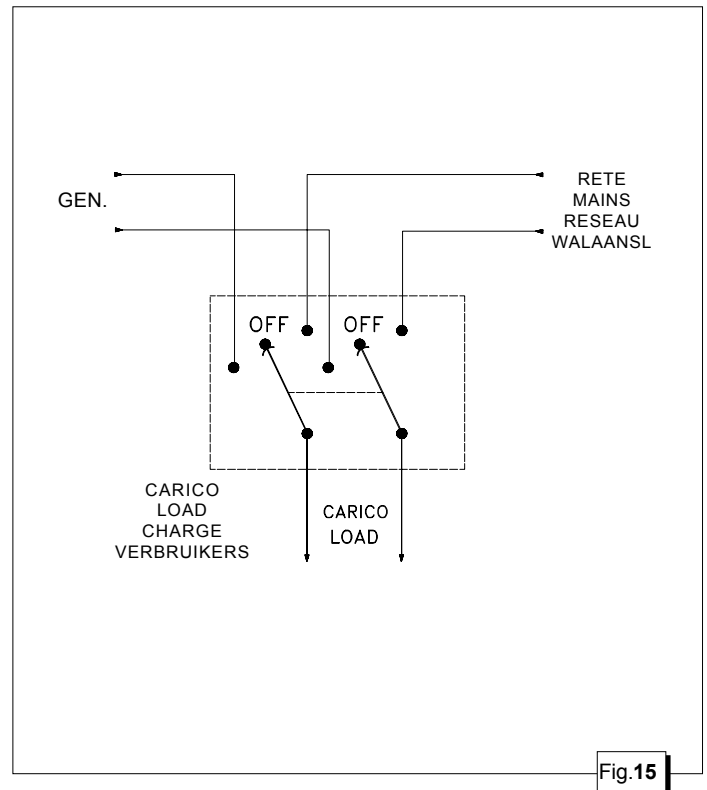 GEN.
RETE
MAINS
RESEAU
WALAANSL
OFF OFF
CARICO
LOAD
CHARGE
VERBRUIKERS
CARICO
LOAD
Fig.15